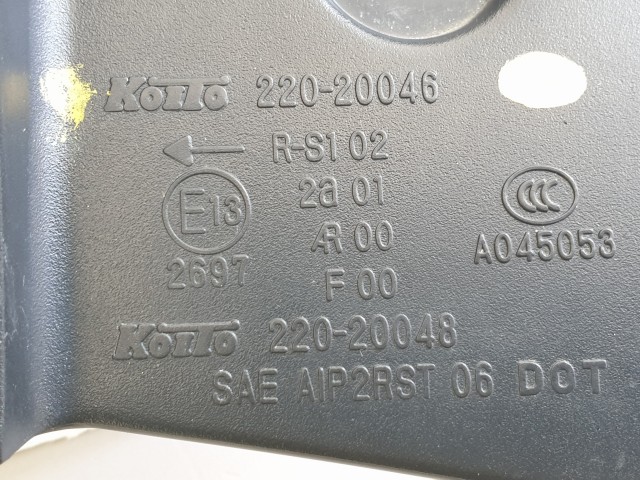 KOITO 220-20046
R-S1 02
E13 2a 01
AR 00
2697 F 00
CCC
A045053
KOITO 220-20048
SAE AIP2RST 06 DOT